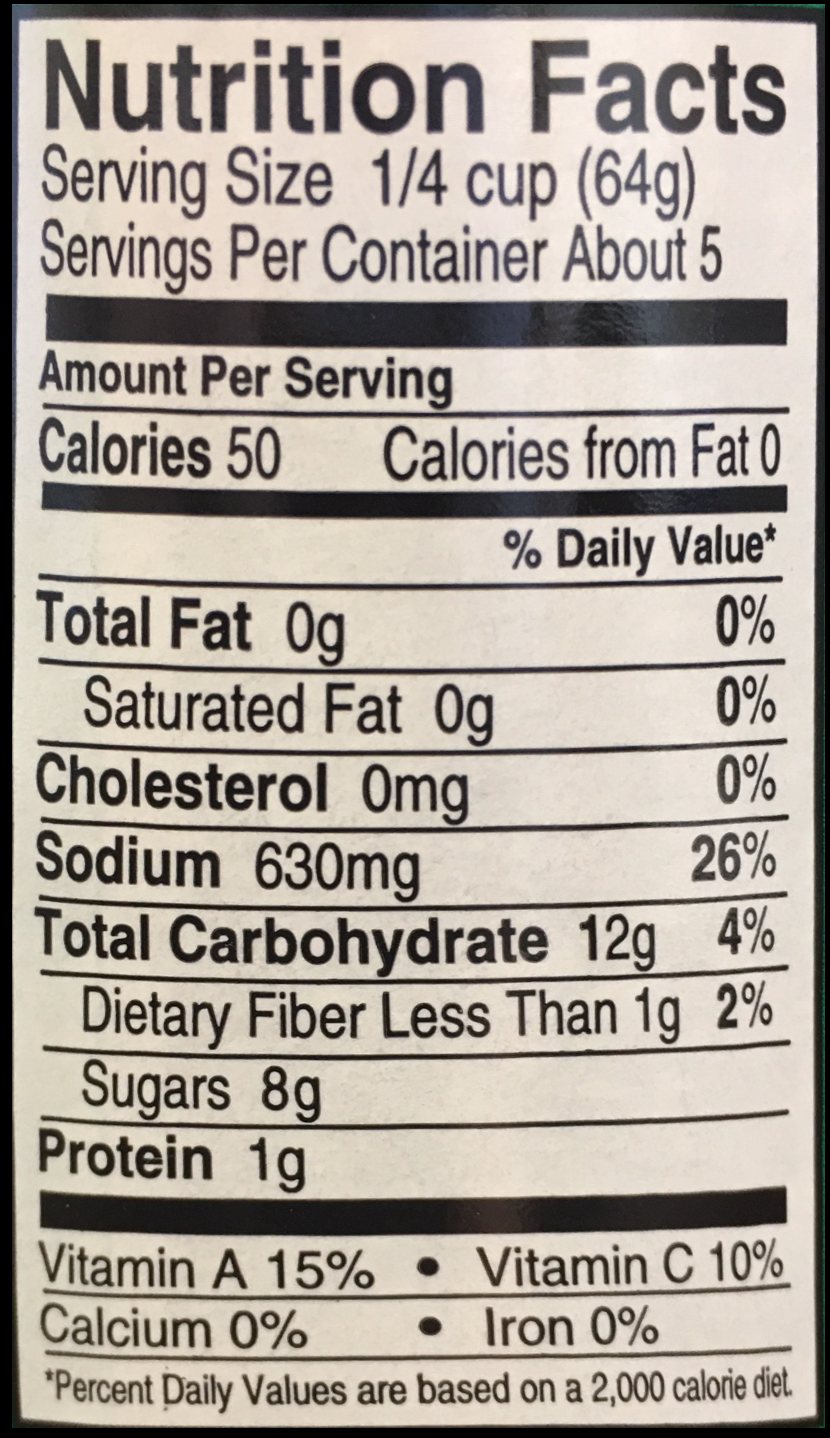 Nutrition Facts
Serving Size 1/4 cup (64g)
Servings Per Container About 5
Amount Per Serving
Calories 50 Calories from Fat 0
% Daily Value*
Total Fat 0g 0%
Saturated Fat 0g 0%
Cholesterol 0mg 0%
Sodium 630mg 26%
Total Carbohydrate 12g 4%
Dietary Fiber Less Than 1g 2%
Sugars 8g
Protein 1g
Vitamin A 15% • Vitamin C 10%
Calcium 0% • Iron 0%
*Percent Daily Values are based on a 2,000 calorie diet.